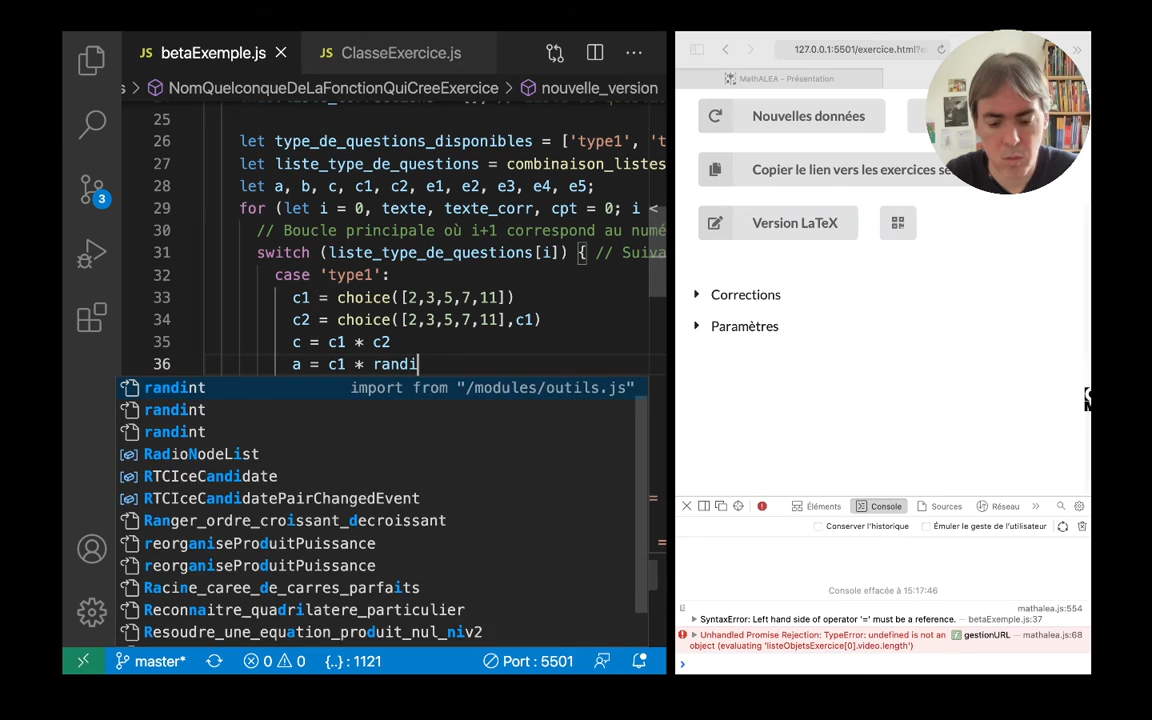 JS betaExemple.js
JS ClasseExercice.js
s > NomQuelconqueDeLaFonctionQuiCreeExercice > nouvelle_version
25
26 let type_de_questions_disponibles = ['type1', 't
27 let liste_type_de_questions = combinaison_listes
28 let a, b, c, c1, c2, e1, e2, e3, e4, e5;
29 for (let i = 0, texte, texte_corr, cpt = 0; i <
30 // Boucle principale où i+1 correspond au numé
31 switch (liste_type_de_questions[i]) { // Suiva
32 case 'type1':
33 c1 = choice([2,3,5,7,11])
34 c2 = choice([2,3,5,7,11],c1)
35 c = c1 * c2
36 a = c1 * randi
randint import from "/modules/outils.js"
randint
randint
RadioNodeList
RTCIceCandidate
RTCIceCandidatePairChangedEvent
Ranger_ordre_croissant_decroissant
reorganiseProduitPuissance
reorganiseProduitPuissance
Racine_caree_de_carres_parfaits
Reconnaitre_quadrilatere_particulier
Resoudre_une_equation_produit_nul_niv2
3
master* 0 0 {..} : 1121 Port : 5501
127.0.0.1:5501/exercice.html?e
MathALEA - Présentation
Nouvelles données
Copier le lien vers les exercices sé
Version LaTeX
Corrections
Paramètres
Éléments Console Sources Réseau
Conserver l'historique Émuler le geste de l'utilisateur
Console effacée à 15:17:46
mathalea.js:554
SyntaxError: Left hand side of operator '=' must be a reference. — betaExemple.js:37
Unhandled Promise Rejection: TypeError: undefined is not an gestionURL — mathalea.js:68
object (evaluating 'listeObjetsExercice[0].video.length')